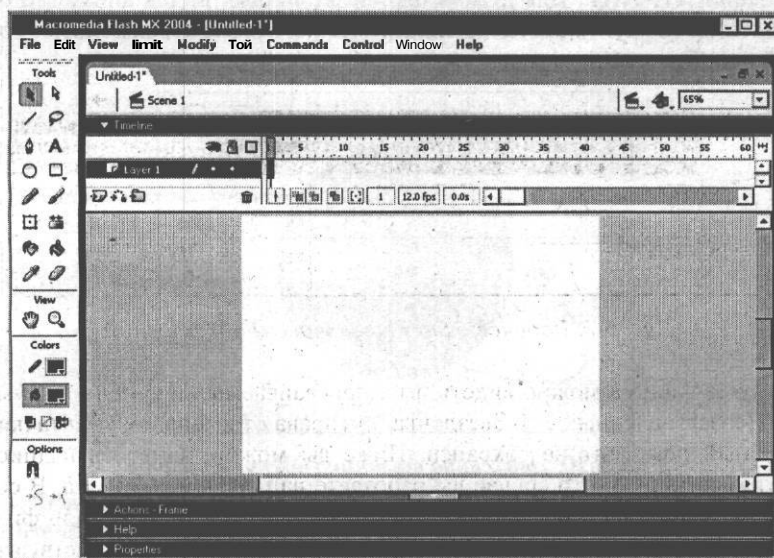 Macromedia Flash MX 2004 - [Untitled-1*]
File Edit View limit Modify Той Commands Control Window Help
Tools
Untitled-1*
Scene 1
65%
Timeline
5 10 15 20 25 30 35 40 45 50 55 60
Layer 1
1 12.0 fps 0.0s
View
Colors
Options
Actions - Frame
Help
Properties